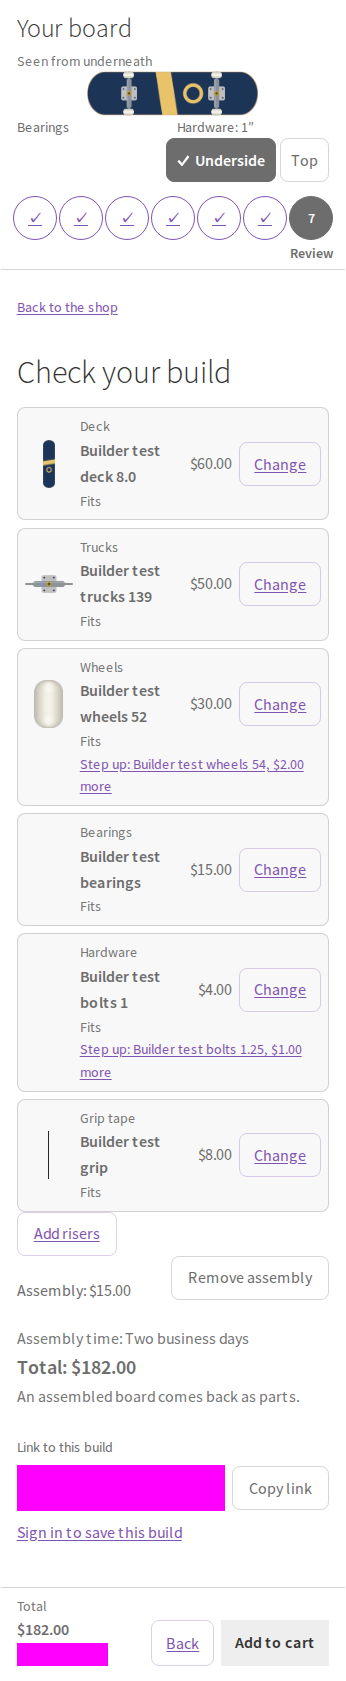 Your board
Seen from underneath
Bearings
Hardware: 1"
✓ Underside
Top
✓ ✓ ✓ ✓ ✓ ✓ 7
Review
Back to the shop
Check your build
Deck
Builder test
deck 8.0
$60.00
Change
Fits
Trucks
Builder test
trucks 139
$50.00
Change
Fits
Wheels
Builder test
wheels 52
$30.00
Change
Fits
Step up: Builder test wheels 54, $2.00
more
Bearings
Builder test
bearings
$15.00
Change
Fits
Hardware
Builder test
bolts 1
$4.00
Change
Fits
Step up: Builder test bolts 1.25, $1.00
more
Grip tape
Builder test
grip
$8.00
Change
Fits
Add risers
Assembly: $15.00
Remove assembly
Assembly time: Two business days
Total: $182.00
An assembled board comes back as parts.
Link to this build
Copy link
Sign in to save this build
Total
$182.00
Back
Add to cart